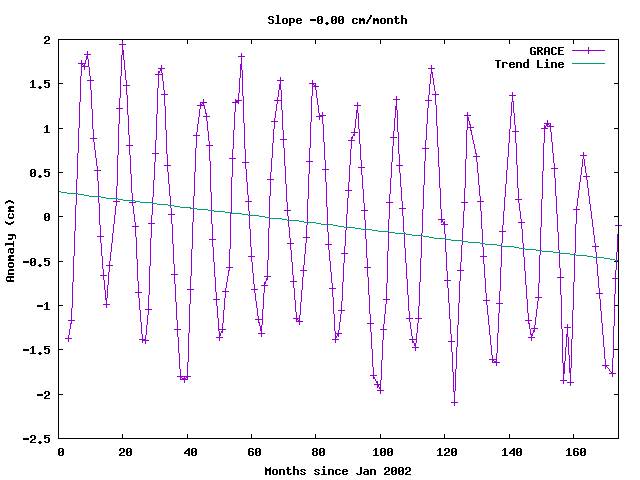 Slope -0.00 cm/month
GRACE
Trend Line
2
1.5
1
0.5
0
-0.5
-1
-1.5
-2
-2.5
Anomaly (cm)
0 20 40 60 80 100 120 140 160
Months since Jan 2002